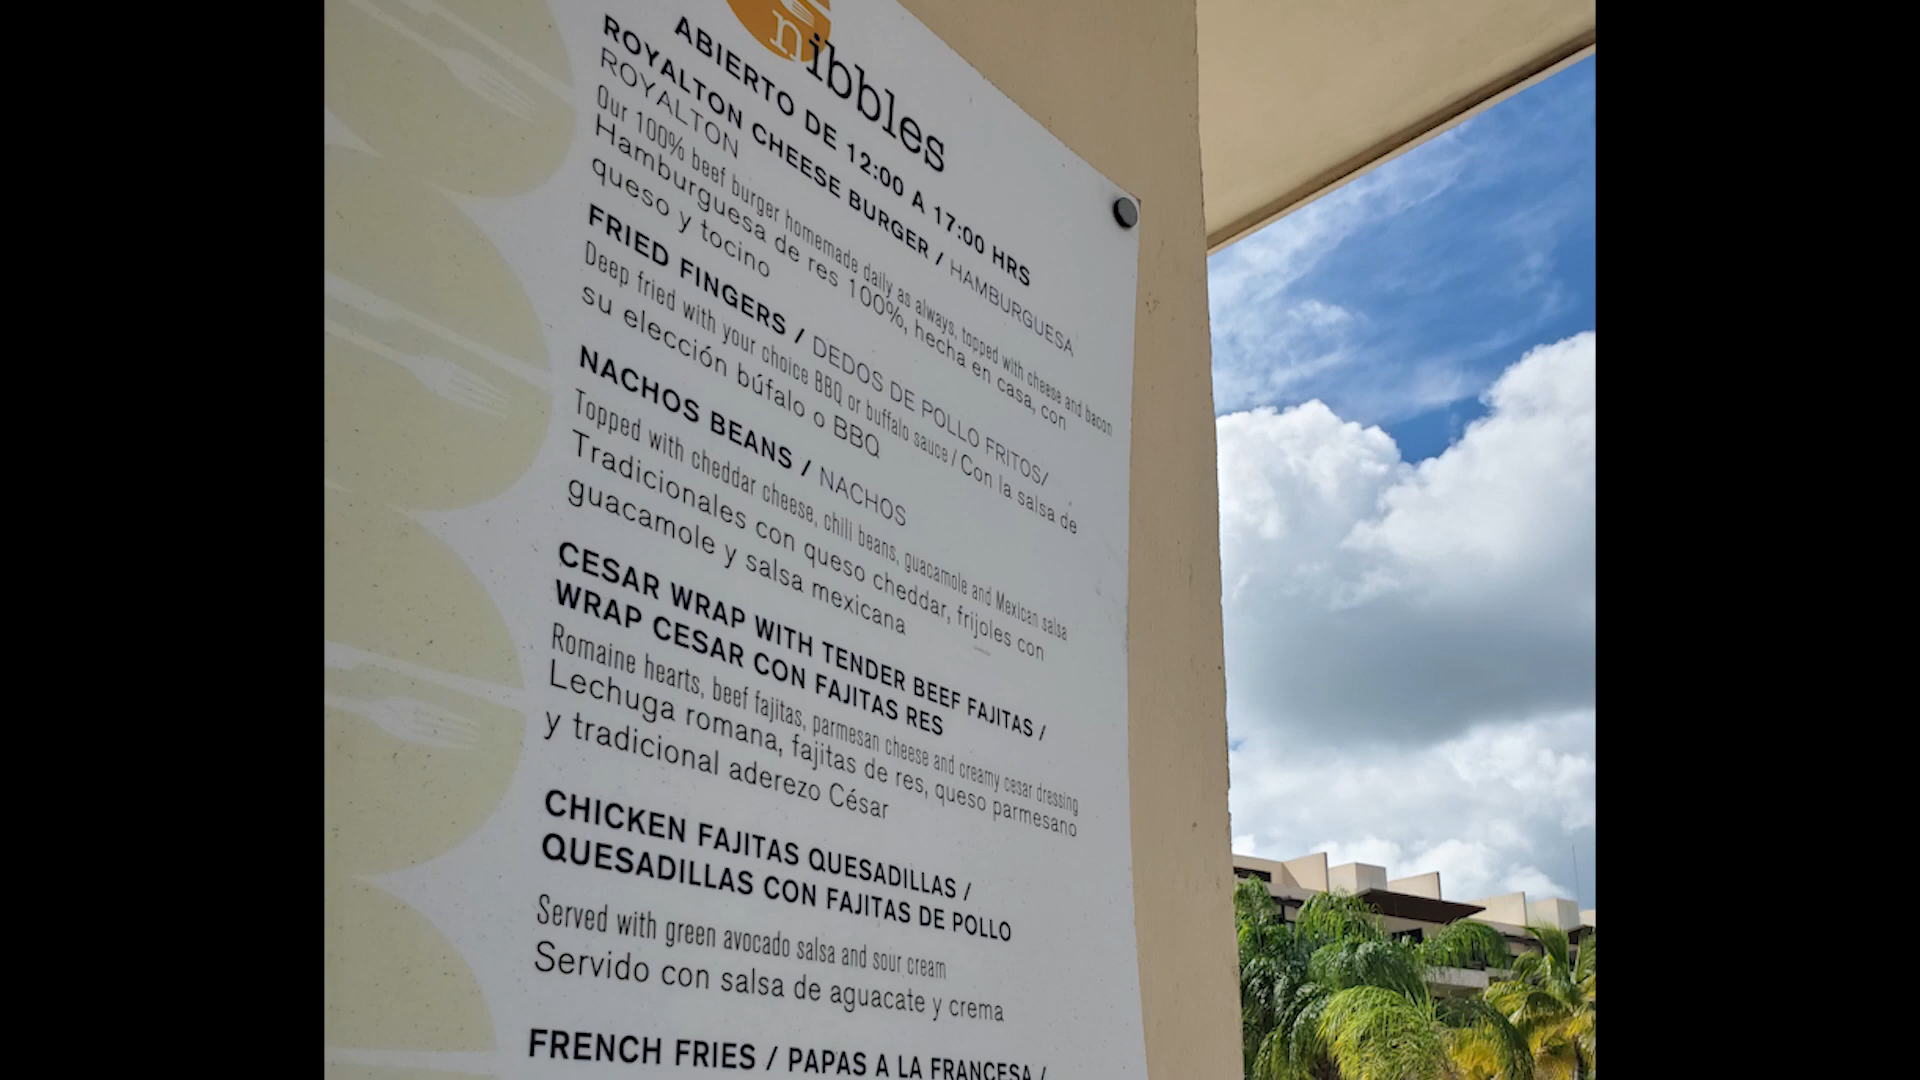 nibbles
ABIERTO DE 12:00 A 17:00 HRS
ROYALTON CHEESE BURGER / HAMBURGUESA
ROYALTON
Our 100% beef burger homemade daily as always, topped with cheese and bacon
Hamburguesa de res 100%, hecha en casa, con
queso y tocino
FRIED FINGERS / DEDOS DE POLLO FRITOS/
Deep fried with your choice BBQ or buffalo sauce/ Con la salsa de
su elección búfalo o BBQ
NACHOS BEANS / NACHOS
Topped with cheddar cheese, chili beans, guacamole and Mexican salsa
Tradicionales con queso cheddar, frijoles con
guacamole y salsa mexicana
CESAR WRAP WITH TENDER BEEF FAJITAS /
WRAP CESAR CON FAJITAS RES
Romaine hearts, beef fajitas, parmesan cheese and creamy cesar dressing
Lechuga romana, fajitas de res, queso parmesano
y tradicional aderezo César
CHICKEN FAJITAS QUESADILLAS /
QUESADILLAS CON FAJITAS DE POLLO
Served with green avocado salsa and sour cream
Servido con salsa de aguacate y crema
FRENCH FRIES / PAPAS A LA FRANCESA /